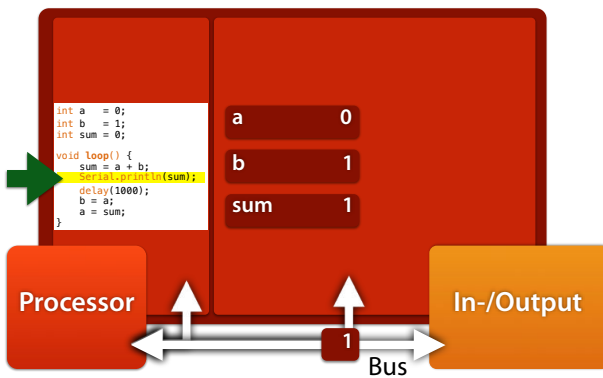 int a   = 0;
int b   = 1;
int sum = 0;
void loop() {
    sum = a + b;
    Serial.println(sum);
    delay(1000);
    b = a;
    a = sum;
}
a 0
b 1
sum 1
Processor
In-/Output
1
Bus